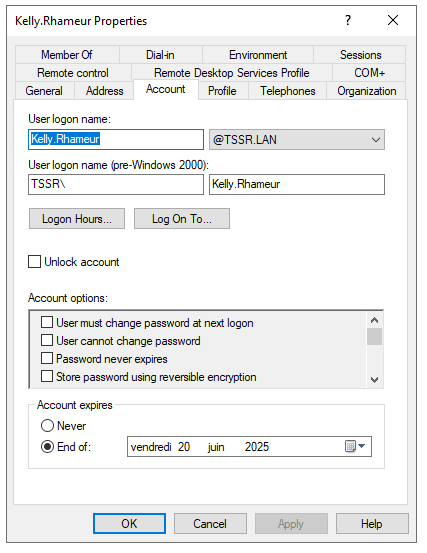 Kelly.Rhameur Properties
Member Of Dial-in Environment Sessions
Remote control Remote Desktop Services Profile COM+
General Address Account Profile Telephones Organization
User logon name:
Kelly.Rhameur @TSSR.LAN
User logon name (pre-Windows 2000):
TSSR\ Kelly.Rhameur
Logon Hours... Log On To...
Unlock account
Account options:
User must change password at next logon
User cannot change password
Password never expires
Store password using reversible encryption
Account expires
Never
End of: vendredi 20 juin 2025
OK Cancel Apply Help